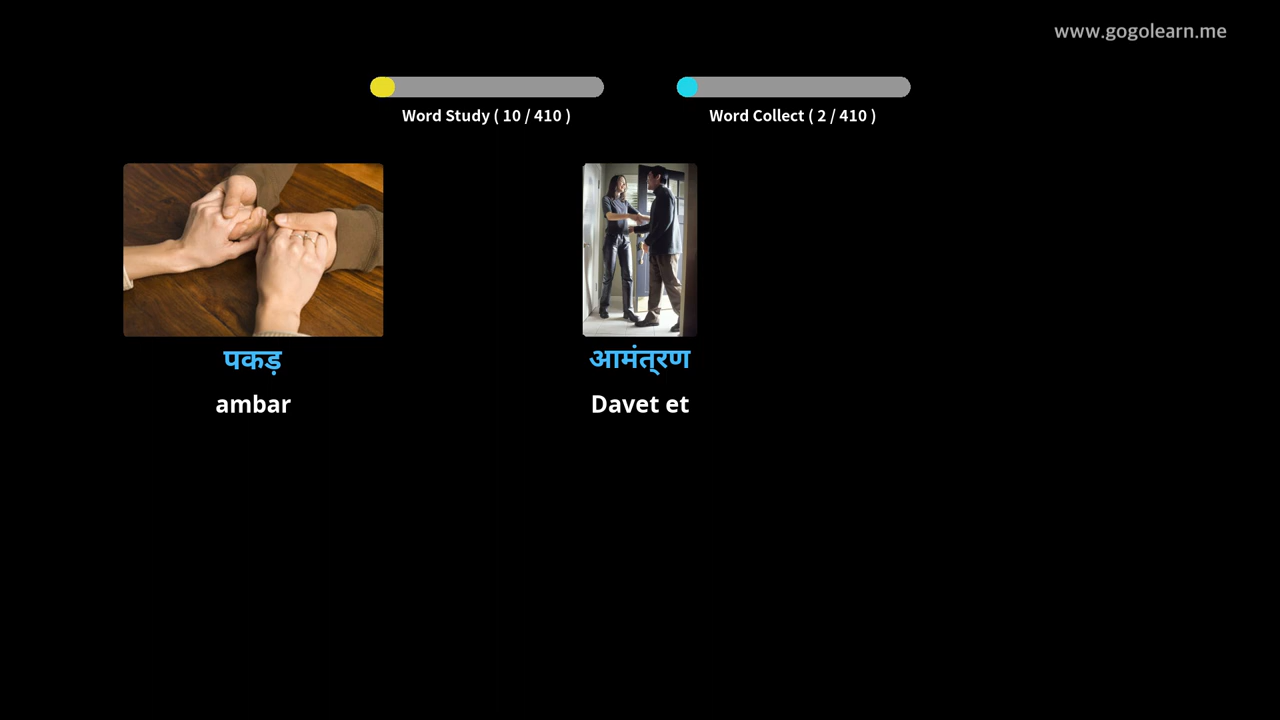 www.gogolearn.me
Word Study ( 10 / 410 )
Word Collect ( 2 / 410 )
पकड़
आमंत्रण
ambar
Davet et